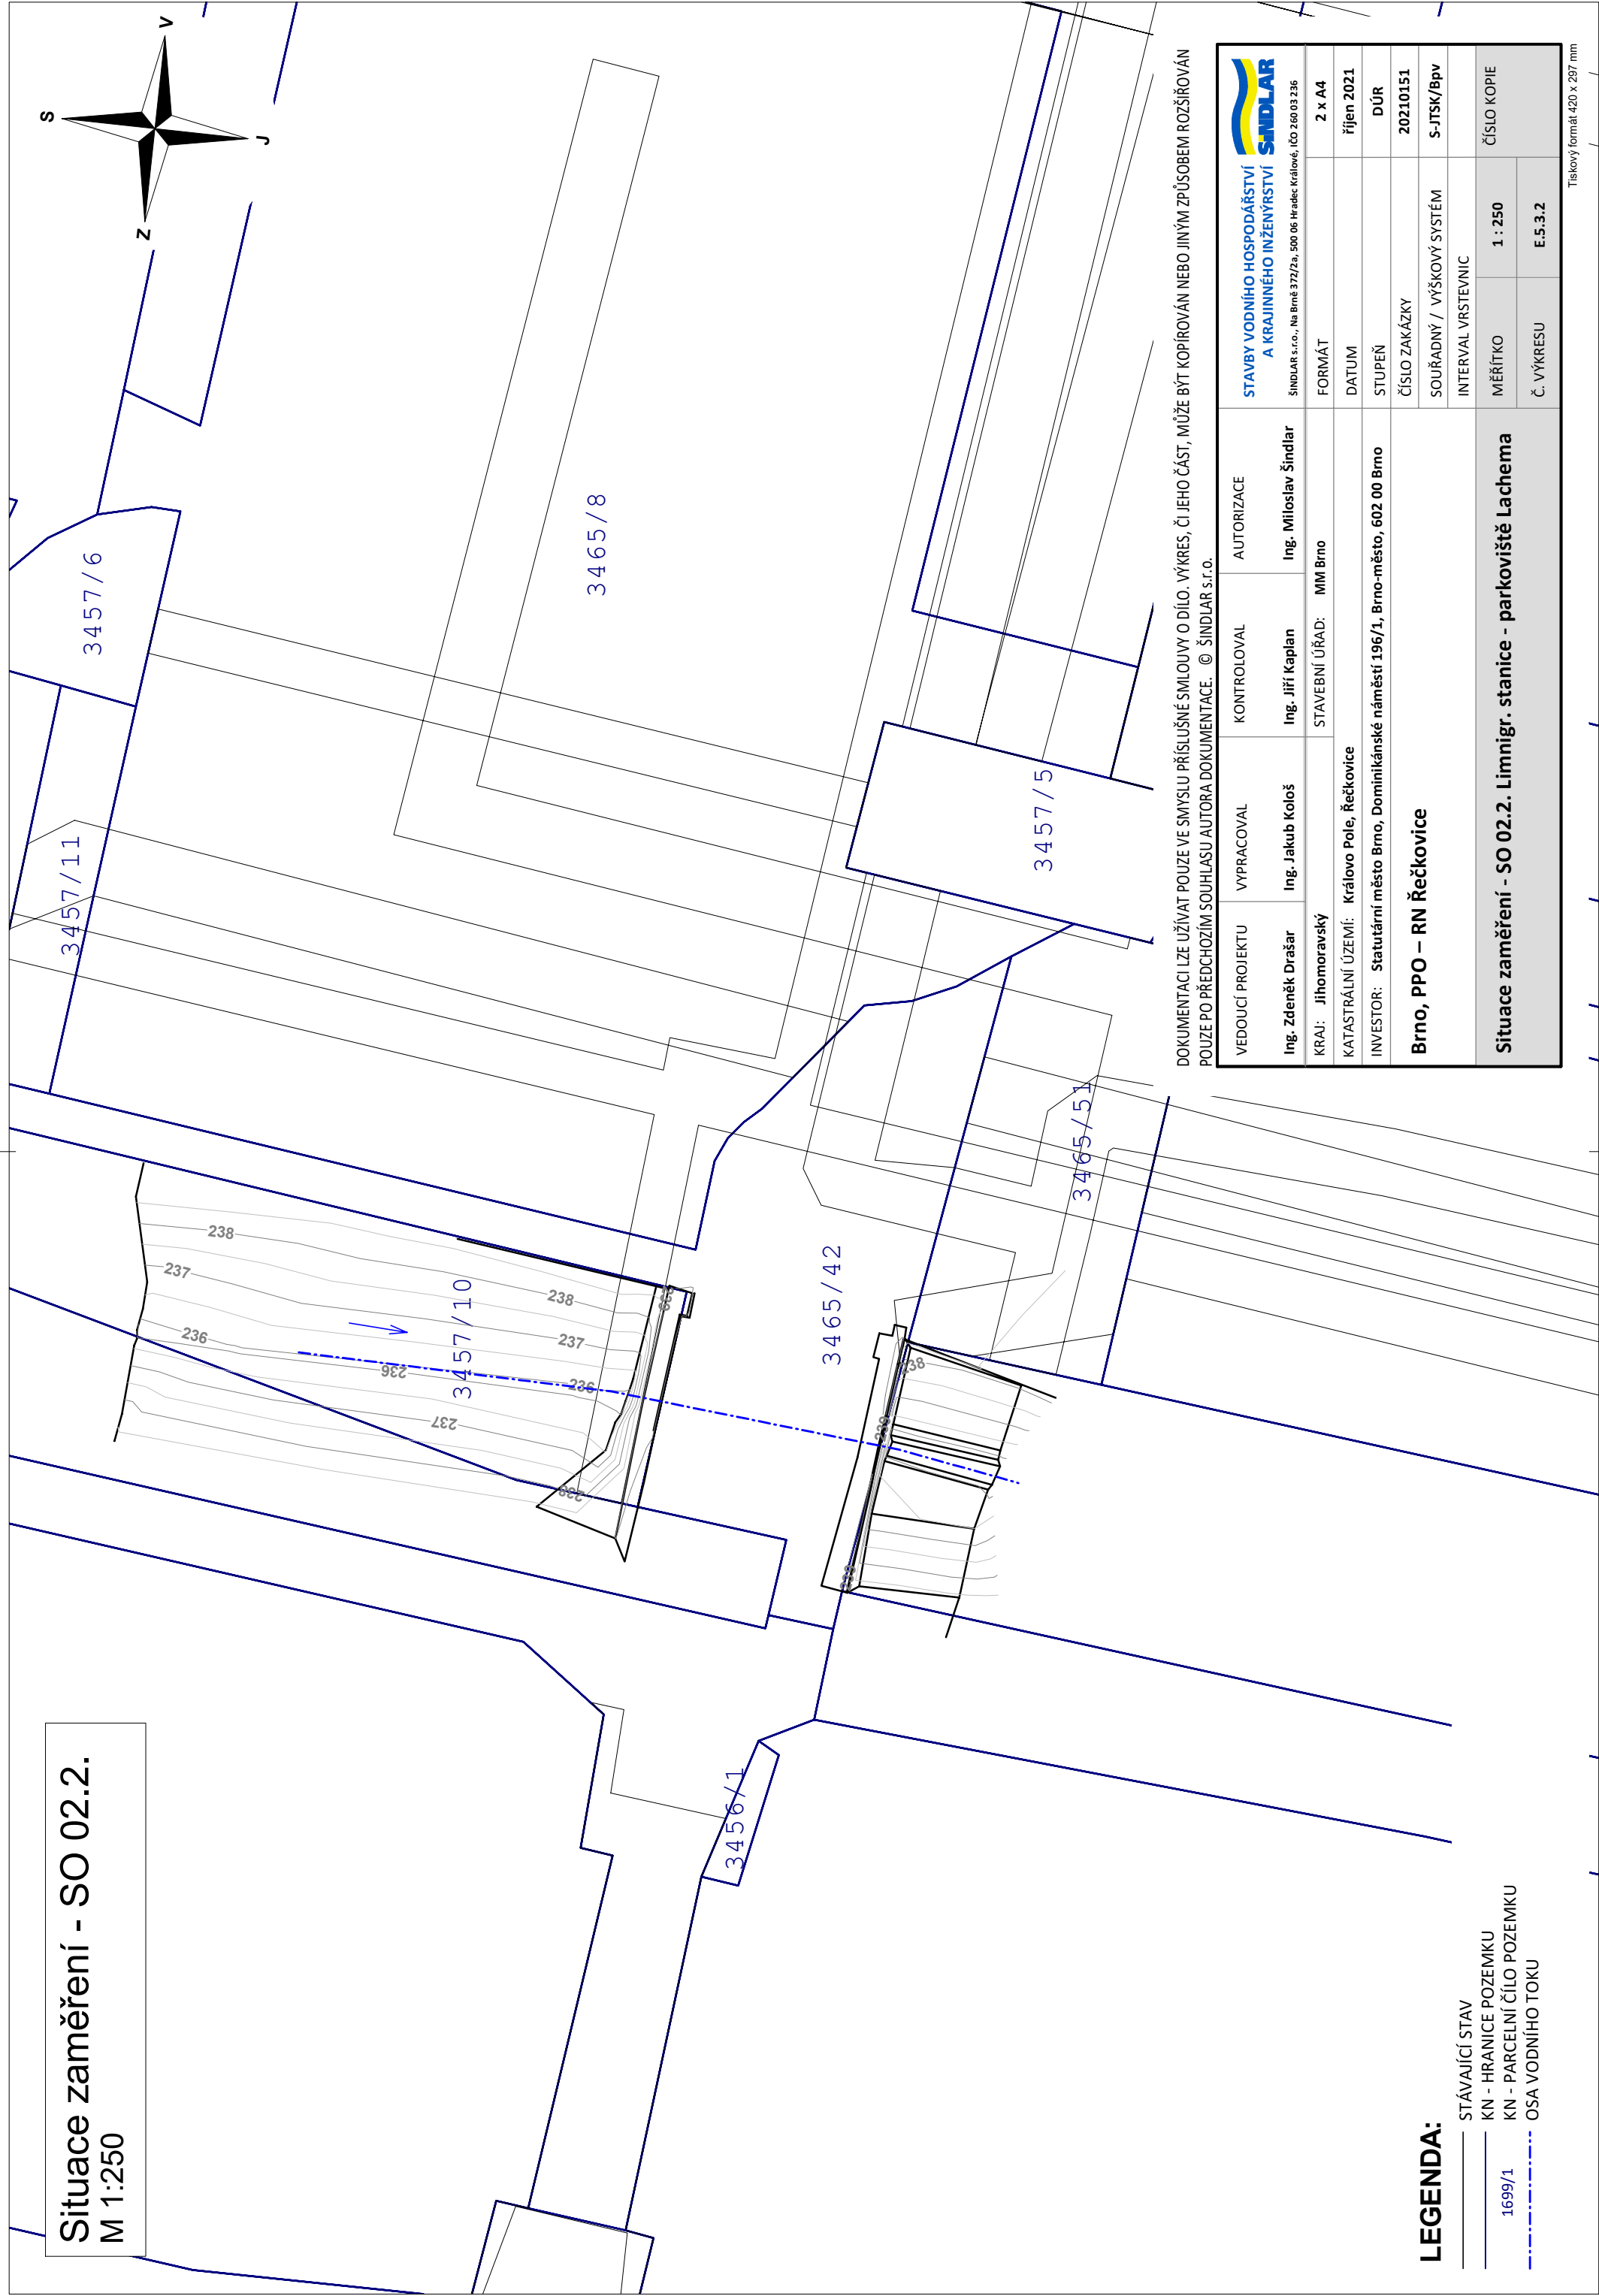 Situace zaměření - SO 02.2.
M 1:250
S
V
J
Z
3457/6
3457/11
3465/8
3457/5
3457/10
3465/42
3465/51
3456/1
238
237
236
238
237
236
236
237
238
LEGENDA:
STÁVAJÍCÍ STAV
KN - HRANICE POZEMKU
1699/1 KN - PARCELNÍ ČÍLO POZEMKU
OSA VODNÍHO TOKU
DOKUMENTACI LZE UŽÍVAT POUZE VE SMYSLU PŘÍSLUŠNÉ SMLOUVY O DÍLO. VÝKRES, ČI JEHO ČÁST, MŮŽE BÝT KOPÍROVÁN NEBO JINÝM ZPŮSOBEM ROZŠIŘOVÁN
POUZE PO PŘEDCHOZÍM SOUHLASU AUTORA DOKUMENTACE. © ŠINDLAR s.r.o.
VEDOUCÍ PROJEKTU VYPRACOVAL KONTROLOVAL AUTORIZACE
Ing. Zdeněk Drašar Ing. Jakub Kološ Ing. Jiří Kaplan Ing. Miloslav Šindlar
STAVBY VODNÍHO HOSPODÁŘSTVÍ
A KRAJINNÉHO INŽENÝRSTVÍ
ŠINDLAR
ŠINDLAR s.r.o., Na Brně 372/2a, 500 06 Hradec Králové, IČO 260 03 236
KRAJ: Jihomoravský STAVEBNÍ ÚŘAD: MM Brno
KATASTRÁLNÍ ÚZEMÍ: Královo Pole, Řečkovice
INVESTOR: Statutární město Brno, Dominikánské náměstí 196/1, Brno-město, 602 00 Brno
Brno, PPO – RN Řečkovice
FORMÁT 2 x A4
DATUM říjen 2021
STUPEŇ DÚR
ČÍSLO ZAKÁZKY 20210151
SOUŘADNÝ / VÝŠKOVÝ SYSTÉM S-JTSK/Bpv
INTERVAL VRSTEVNIC
Situace zaměření - SO 02.2. Limnigr. stanice - parkoviště Lachema
MĚŘÍTKO 1 : 250 ČÍSLO KOPIE
Č. VÝKRESU E.5.3.2
Tiskový formát 420 x 297 mm